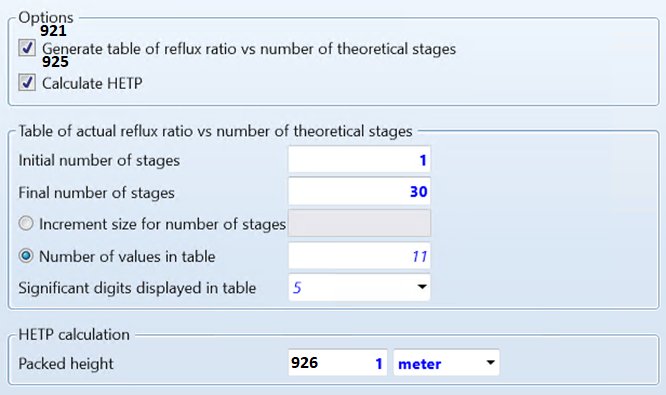 Options
921
Generate table of reflux ratio vs number of theoretical stages
925
Calculate HETP
Table of actual reflux ratio vs number of theoretical stages
Initial number of stages 1
Final number of stages 30
Increment size for number of stages
Number of values in table 11
Significant digits displayed in table 5
HETP calculation
Packed height 926 1 meter